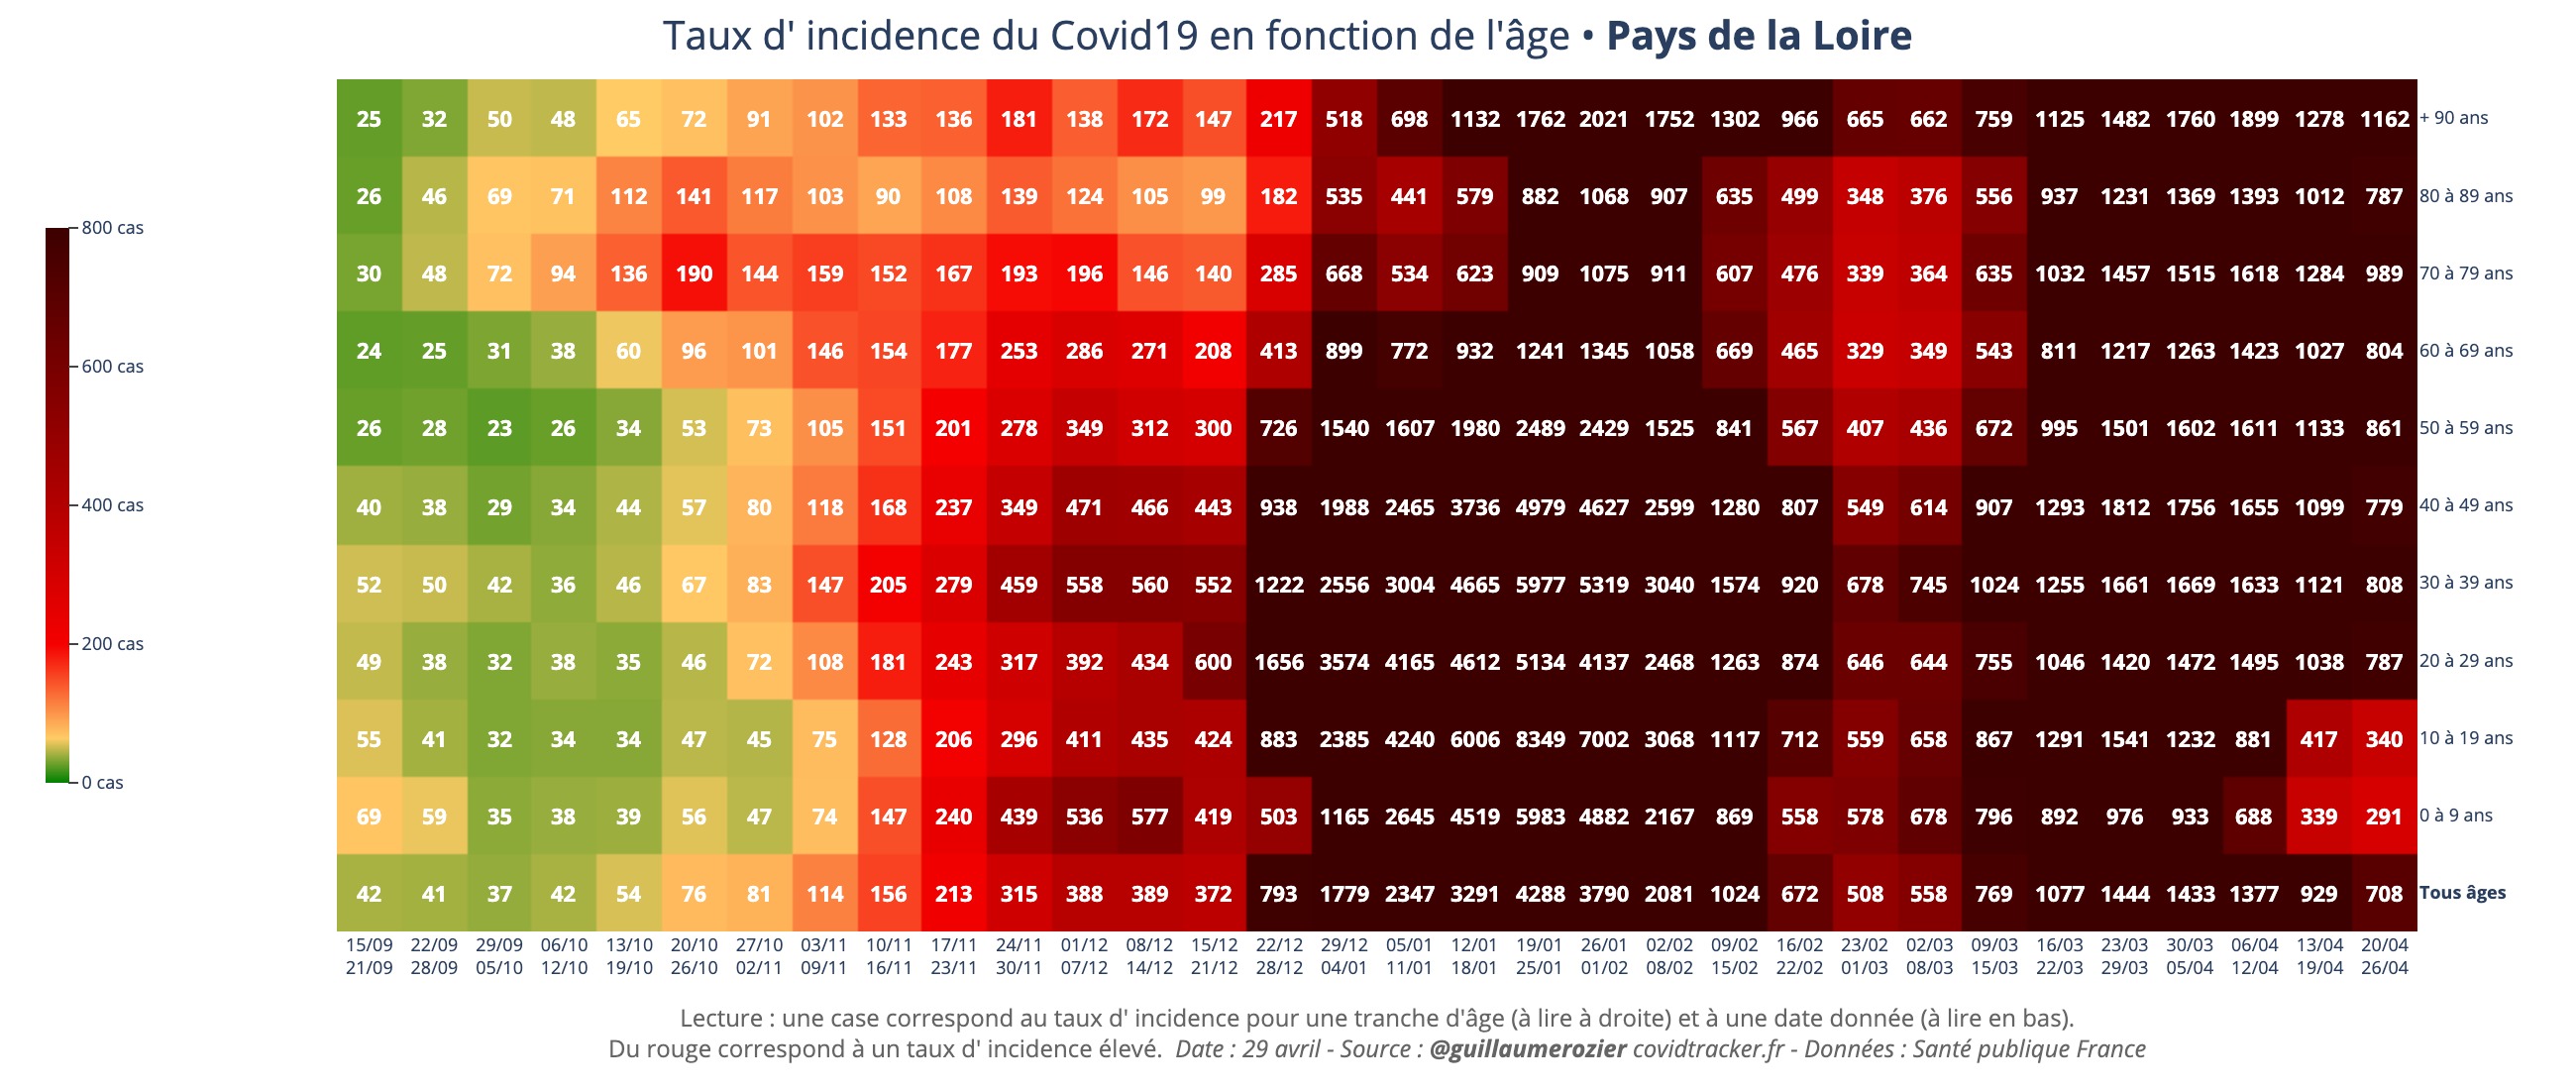 Taux d' incidence du Covid19 en fonction de l'âge • Pays de la Loire
25 32 50 48 65 72 91 102 133 136 181 138 172 147 217 518 698 1132 1762 2021 1752 1302 966 665 662 759 1125 1482 1760 1899 1278 1162 + 90 ans
26 46 69 71 112 141 117 103 90 108 139 124 105 99 182 535 441 579 882 1068 907 635 499 348 376 556 937 1231 1369 1393 1012 787 80 à 89 ans
800 cas
30 48 72 94 136 190 144 159 152 167 193 196 146 140 285 668 534 623 909 1075 911 607 476 339 364 635 1032 1457 1515 1618 1284 989 70 à 79 ans
24 25 31 38 60 96 101 146 154 177 253 286 271 208 413 899 772 932 1241 1345 1058 669 465 329 349 543 811 1217 1263 1423 1027 804 60 à 69 ans
600 cas
26 28 23 26 34 53 73 105 151 201 278 349 312 300 726 1540 1607 1980 2489 2429 1525 841 567 407 436 672 995 1501 1602 1611 1133 861 50 à 59 ans
400 cas
40 38 29 34 44 57 80 118 168 237 349 471 466 443 938 1988 2465 3736 4979 4627 2599 1280 807 549 614 907 1293 1812 1756 1655 1099 779 40 à 49 ans
52 50 42 36 46 67 83 147 205 279 459 558 560 552 1222 2556 3004 4665 5977 5319 3040 1574 920 678 745 1024 1255 1661 1669 1633 1121 808 30 à 39 ans
200 cas
49 38 32 38 35 46 72 108 181 243 317 392 434 600 1656 3574 4165 4612 5134 4137 2468 1263 874 646 644 755 1046 1420 1472 1495 1038 787 20 à 29 ans
55 41 32 34 34 47 45 75 128 206 296 411 435 424 883 2385 4240 6006 8349 7002 3068 1117 712 559 658 867 1291 1541 1232 881 417 340 10 à 19 ans
0 cas
69 59 35 38 39 56 47 74 147 240 439 536 577 419 503 1165 2645 4519 5983 4882 2167 869 558 578 678 796 892 976 933 688 339 291 0 à 9 ans
42 41 37 42 54 76 81 114 156 213 315 388 389 372 793 1779 2347 3291 4288 3790 2081 1024 672 508 558 769 1077 1444 1433 1377 929 708 Tous âges
15/09 22/09 29/09 06/10 13/10 20/10 27/10 03/11 10/11 17/11 24/11 01/12 08/12 15/12 22/12 29/12 05/01 12/01 19/01 26/01 02/02 09/02 16/02 23/02 02/03 09/03 16/03 23/03 30/03 06/04 13/04 20/04
21/09 28/09 05/10 12/10 19/10 26/10 02/11 09/11 16/11 23/11 30/11 07/12 14/12 21/12 28/12 04/01 11/01 18/01 25/01 01/02 08/02 15/02 22/02 01/03 08/03 15/03 22/03 29/03 05/04 12/04 19/04 26/04
Lecture : une case correspond au taux d' incidence pour une tranche d'âge (à lire à droite) et à une date donnée (à lire en bas).
Du rouge correspond à un taux d' incidence élevé. Date : 29 avril - Source : @guillaumerozier covidtracker.fr - Données : Santé publique France